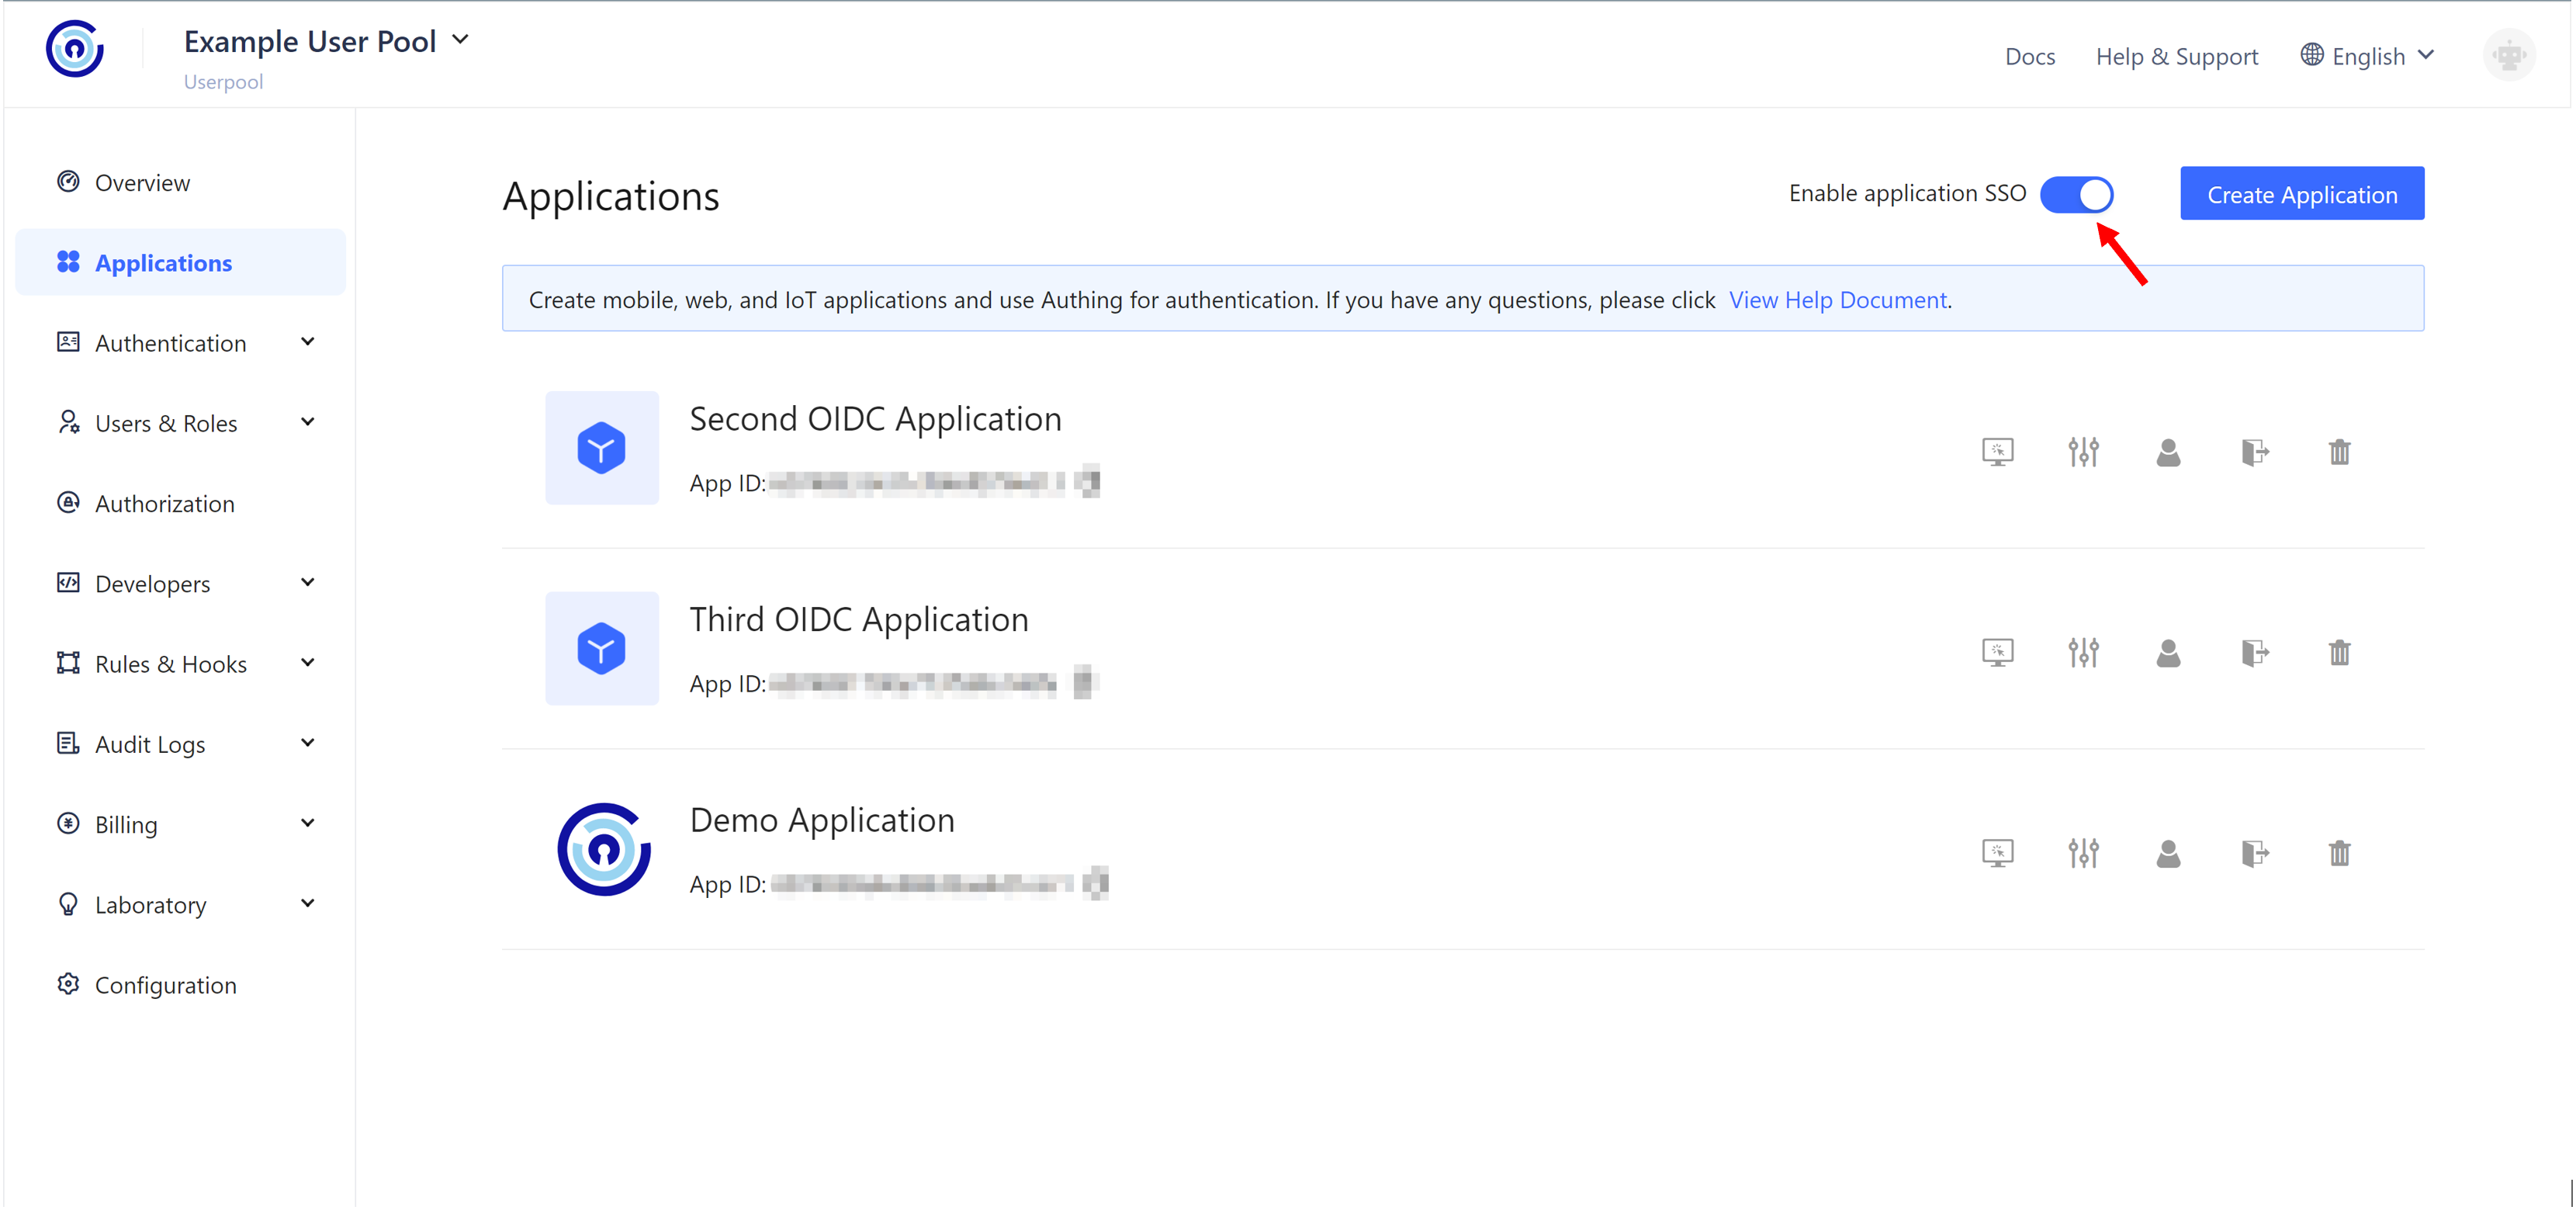 Example User Pool
Userpool
Docs
Help & Support
English
Overview
Applications
Authentication
Users & Roles
Authorization
Developers
Rules & Hooks
Audit Logs
Billing
Laboratory
Configuration
Applications
Enable application SSO
Create Application
Create mobile, web, and IoT applications and use Authing for authentication. If you have any questions, please click View Help Document.
Second OIDC Application
App ID:
Third OIDC Application
App ID:
Demo Application
App ID: